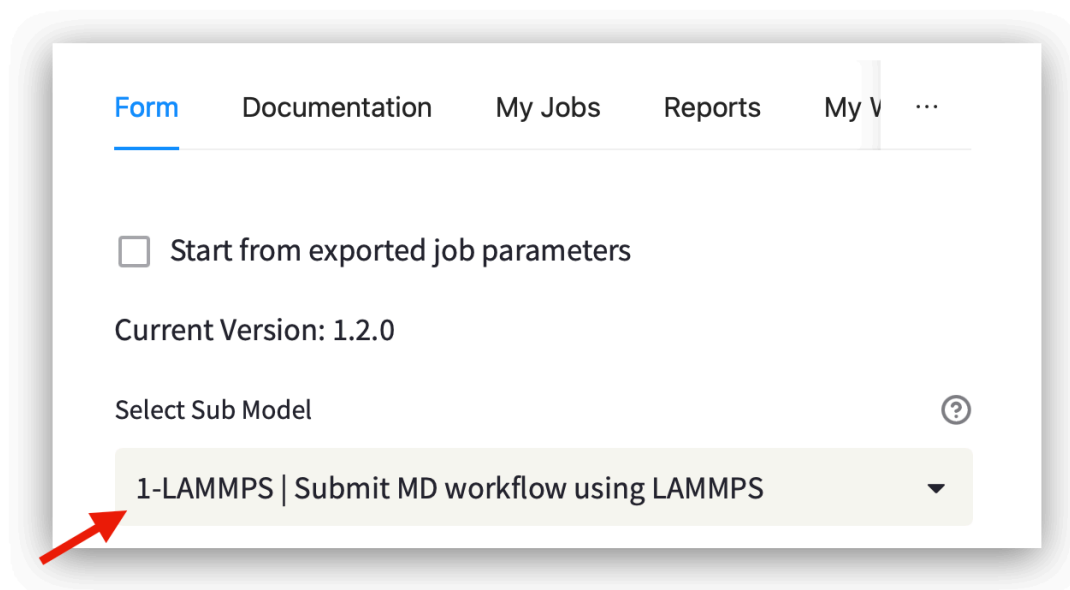 Form Documentation My Jobs Reports My ...
Start from exported job parameters
Current Version: 1.2.0
Select Sub Model ?
1-LAMMPS | Submit MD workflow using LAMMPS